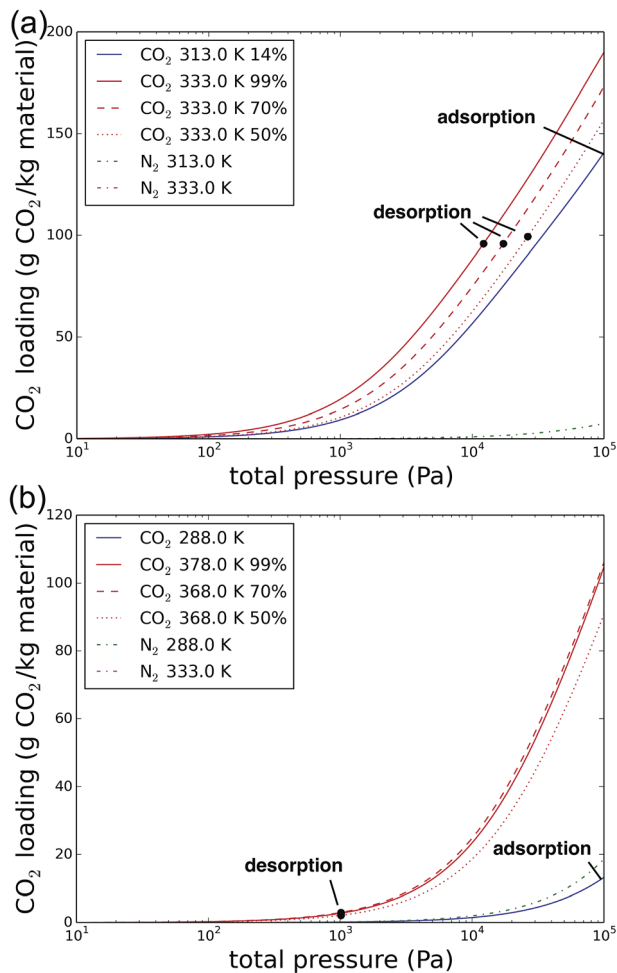 (a)
200
150
100
50
0
CO₂ loading (g CO₂/kg material)
CO₂ 313.0 K 14%
CO₂ 333.0 K 99%
CO₂ 333.0 K 70%
CO₂ 333.0 K 50%
N₂ 313.0 K
N₂ 333.0 K
adsorption
desorption
10¹ 10² 10³ 10⁴ 10⁵
total pressure (Pa)
(b)
120
100
80
60
40
20
0
CO₂ loading (g CO₂/kg material)
CO₂ 288.0 K
CO₂ 378.0 K 99%
CO₂ 368.0 K 70%
CO₂ 368.0 K 50%
N₂ 288.0 K
N₂ 333.0 K
desorption
adsorption
10¹ 10² 10³ 10⁴ 10⁵
total pressure (Pa)